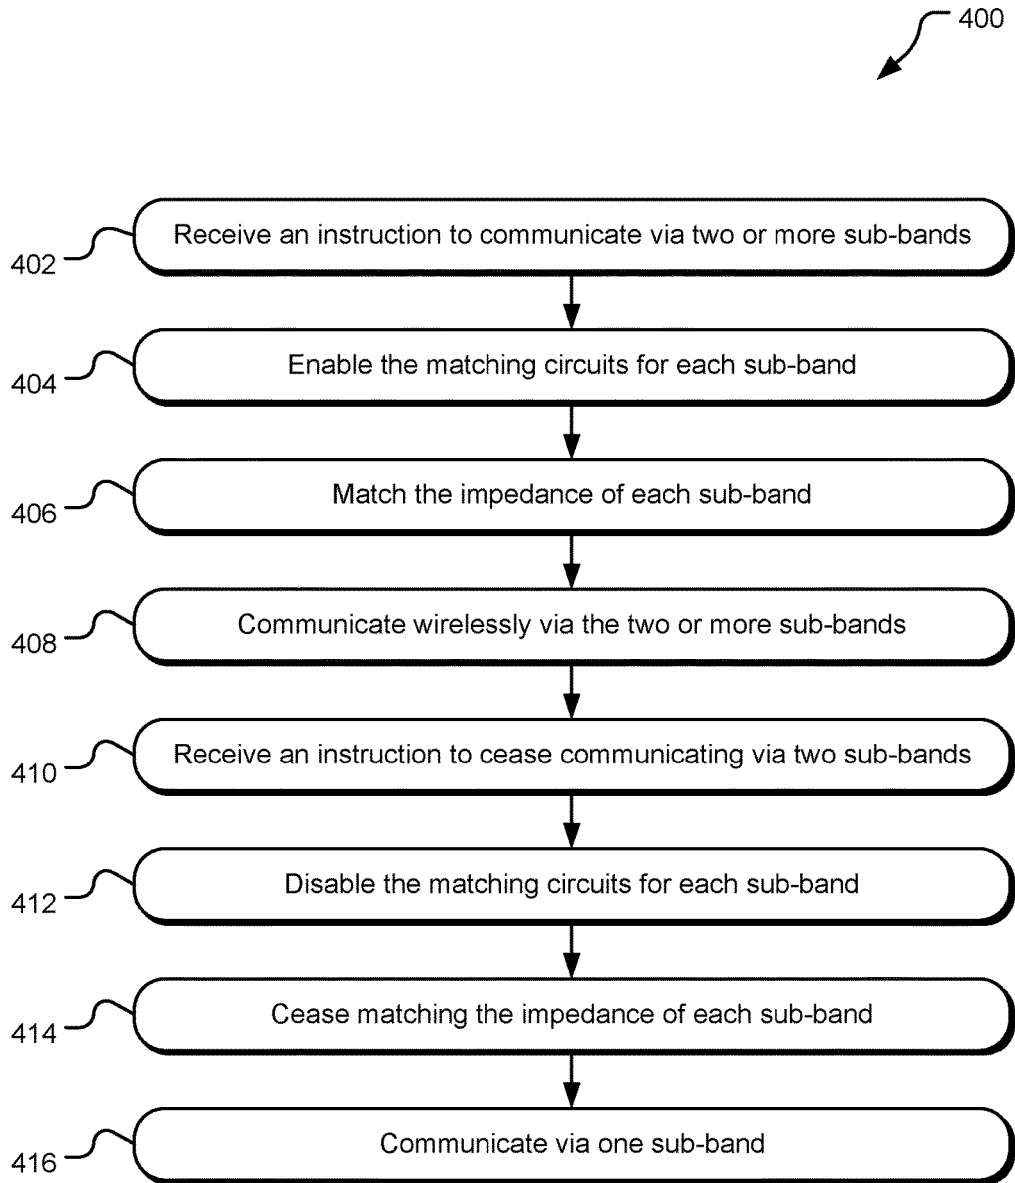 400
402 Receive an instruction to communicate via two or more sub-bands
404 Enable the matching circuits for each sub-band
406 Match the impedance of each sub-band
408 Communicate wirelessly via the two or more sub-bands
410 Receive an instruction to cease communicating via two sub-bands
412 Disable the matching circuits for each sub-band
414 Cease matching the impedance of each sub-band
416 Communicate via one sub-band